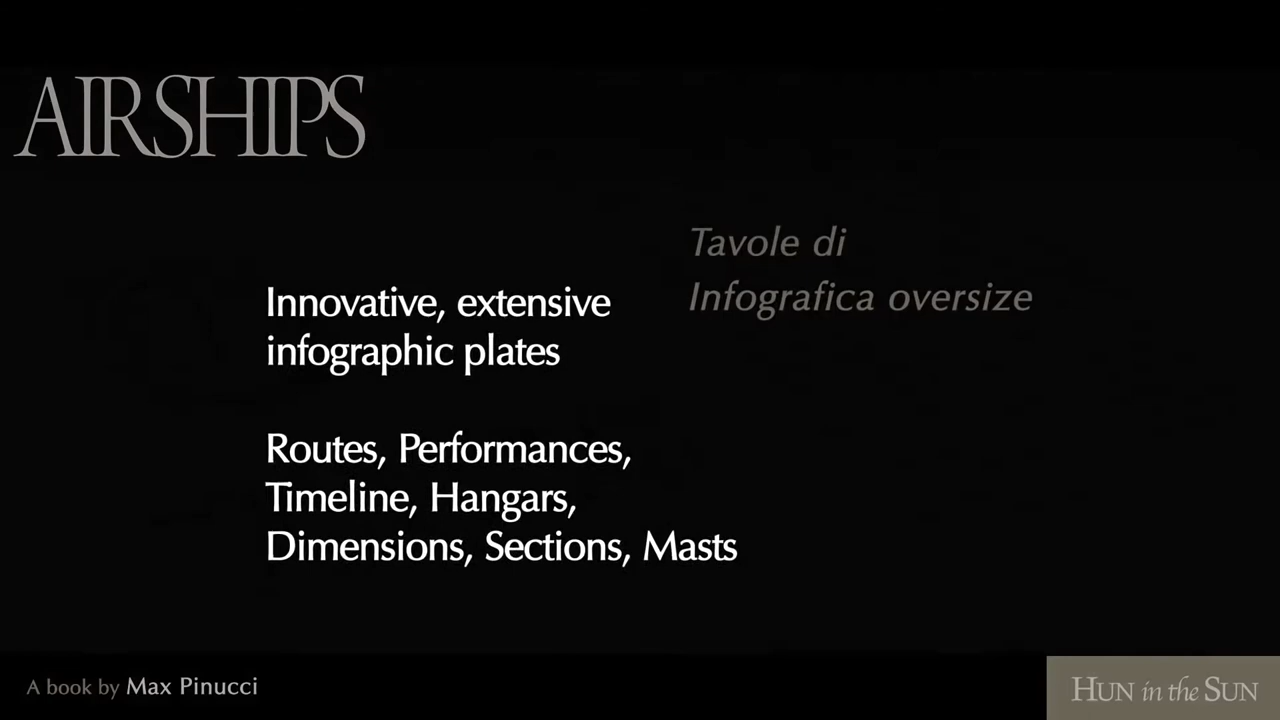 AIRSHIPS
Tavole di
Infografica oversize
Innovative, extensive
infographic plates
Routes, Performances,
Timeline, Hangars,
Dimensions, Sections, Masts
A book by Max Pinucci
HUN in the SUN